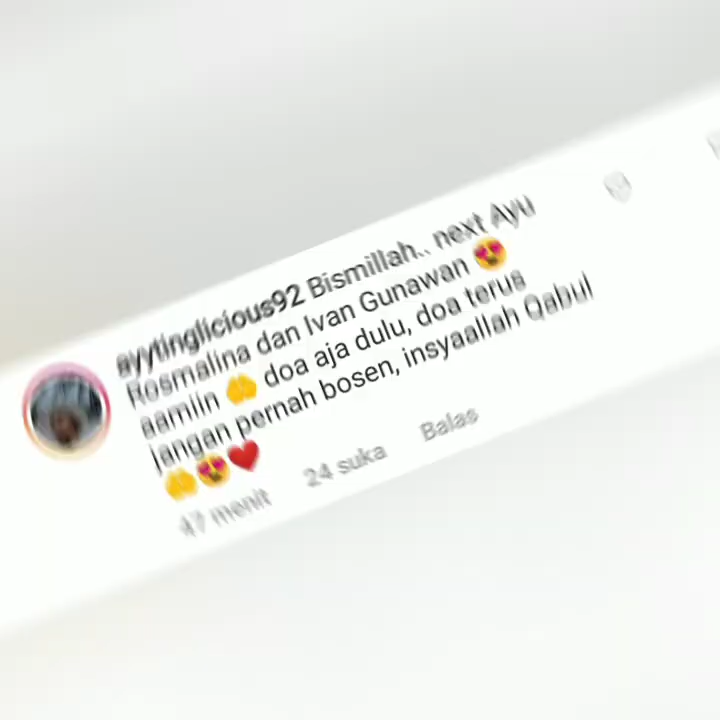 ayytinglicious92 Bismillah.. next Ayu
Rosmalina dan Ivan Gunawan 😍
aamiin 🤲 doa aja dulu, doa terus
jangan pernah bosen, insyaallah Qabul
🤲😍❤️
47 menit 24 suka Balas